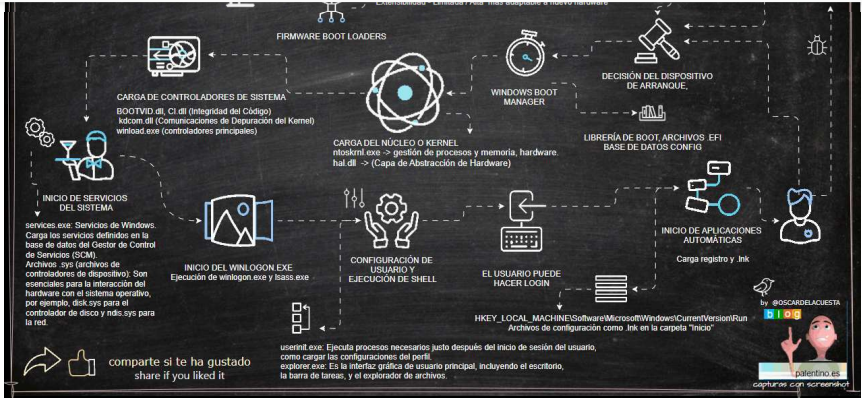 Extensibilidad - Limitada / Alta más adaptable a nuevo hardware
FIRMWARE BOOT LOADERS
DECISIÓN DEL DISPOSITIVO
DE ARRANQUE,
WINDOWS BOOT
MANAGER
CARGA DE CONTROLADORES DE SISTEMA
BOOTVID.dll, CI.dll (Integridad del Código)
kdcom.dll (Comunicaciones de Depuración del Kernel)
winload.exe (controladores principales)
LIBRERÍA DE BOOT, ARCHIVOS .EFI
BASE DE DATOS CONFIG
CARGA DEL NÚCLEO O KERNEL
ntoskrnl.exe -> gestión de procesos y memoria, hardware.
hal.dll -> (Capa de Abstracción de Hardware)
INICIO DE SERVICIOS
DEL SISTEMA
services.exe: Servicios de Windows.
Carga los servicios definidos en la
base de datos del Gestor de Control
de Servicios (SCM).
Archivos .sys (archivos de
controladores de dispositivo): Son
esenciales para la interacción del
hardware con el sistema operativo,
por ejemplo, disk.sys para el
controlador de disco y ndis.sys para
la red.
INICIO DEL WINLOGON.EXE
Ejecución de winlogon.exe y lsass.exe
CONFIGURACIÓN DE
USUARIO Y
EJECUCIÓN DE SHELL
EL USUARIO PUEDE
HACER LOGIN
INICIO DE APLICACIONES
AUTOMÁTICAS
Carga registro y .lnk
HKEY_LOCAL_MACHINE\Software\Microsoft\Windows\CurrentVersion\Run
Archivos de configuración como .lnk en la carpeta "Inicio"
userinit.exe: Ejecuta procesos necesarios justo después del inicio de sesión del usuario,
como cargar las configuraciones del perfil.
explorer.exe: Es la interfaz gráfica de usuario principal, incluyendo el escritorio,
la barra de tareas, y el explorador de archivos.
comparte si te ha gustado
share if you liked it
by @OSCARDELACUESTA
blog
palentino.es
capturas con screenshot